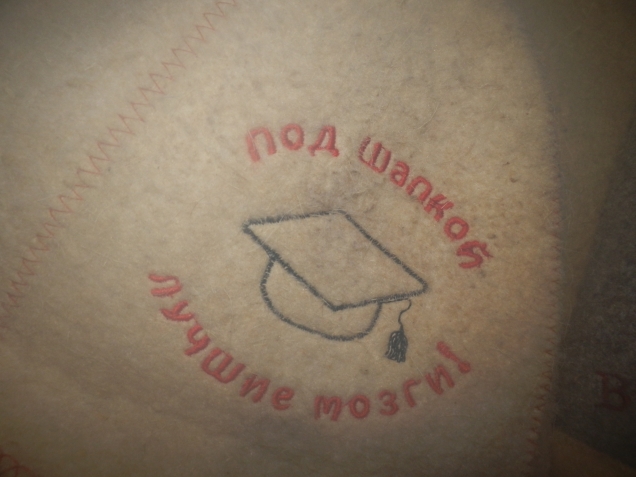 Под шапкой
Лучшие мозги!
В